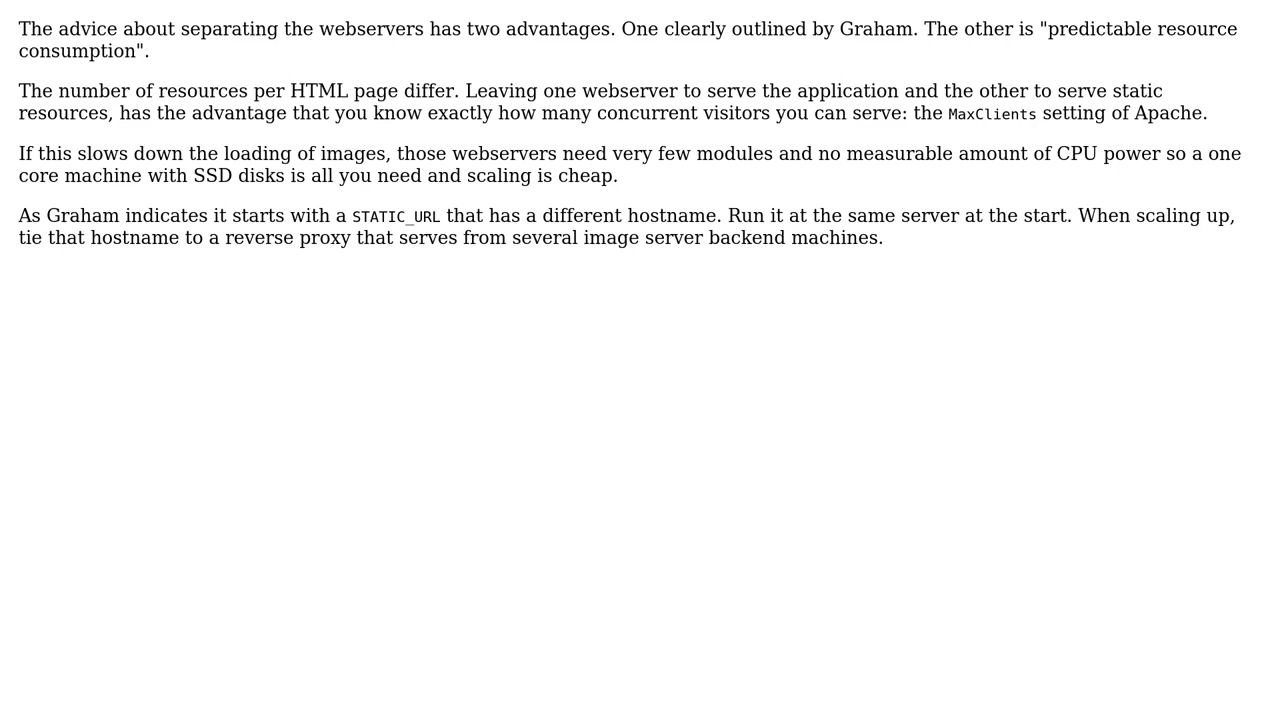 The advice about separating the webservers has two advantages. One clearly outlined by Graham. The other is "predictable resource
consumption".
The number of resources per HTML page differ. Leaving one webserver to serve the application and the other to serve static
resources, has the advantage that you know exactly how many concurrent visitors you can serve: the MaxClients setting of Apache.
If this slows down the loading of images, those webservers need very few modules and no measurable amount of CPU power so a one
core machine with SSD disks is all you need and scaling is cheap.
As Graham indicates it starts with a STATIC_URL that has a different hostname. Run it at the same server at the start. When scaling up,
tie that hostname to a reverse proxy that serves from several image server backend machines.